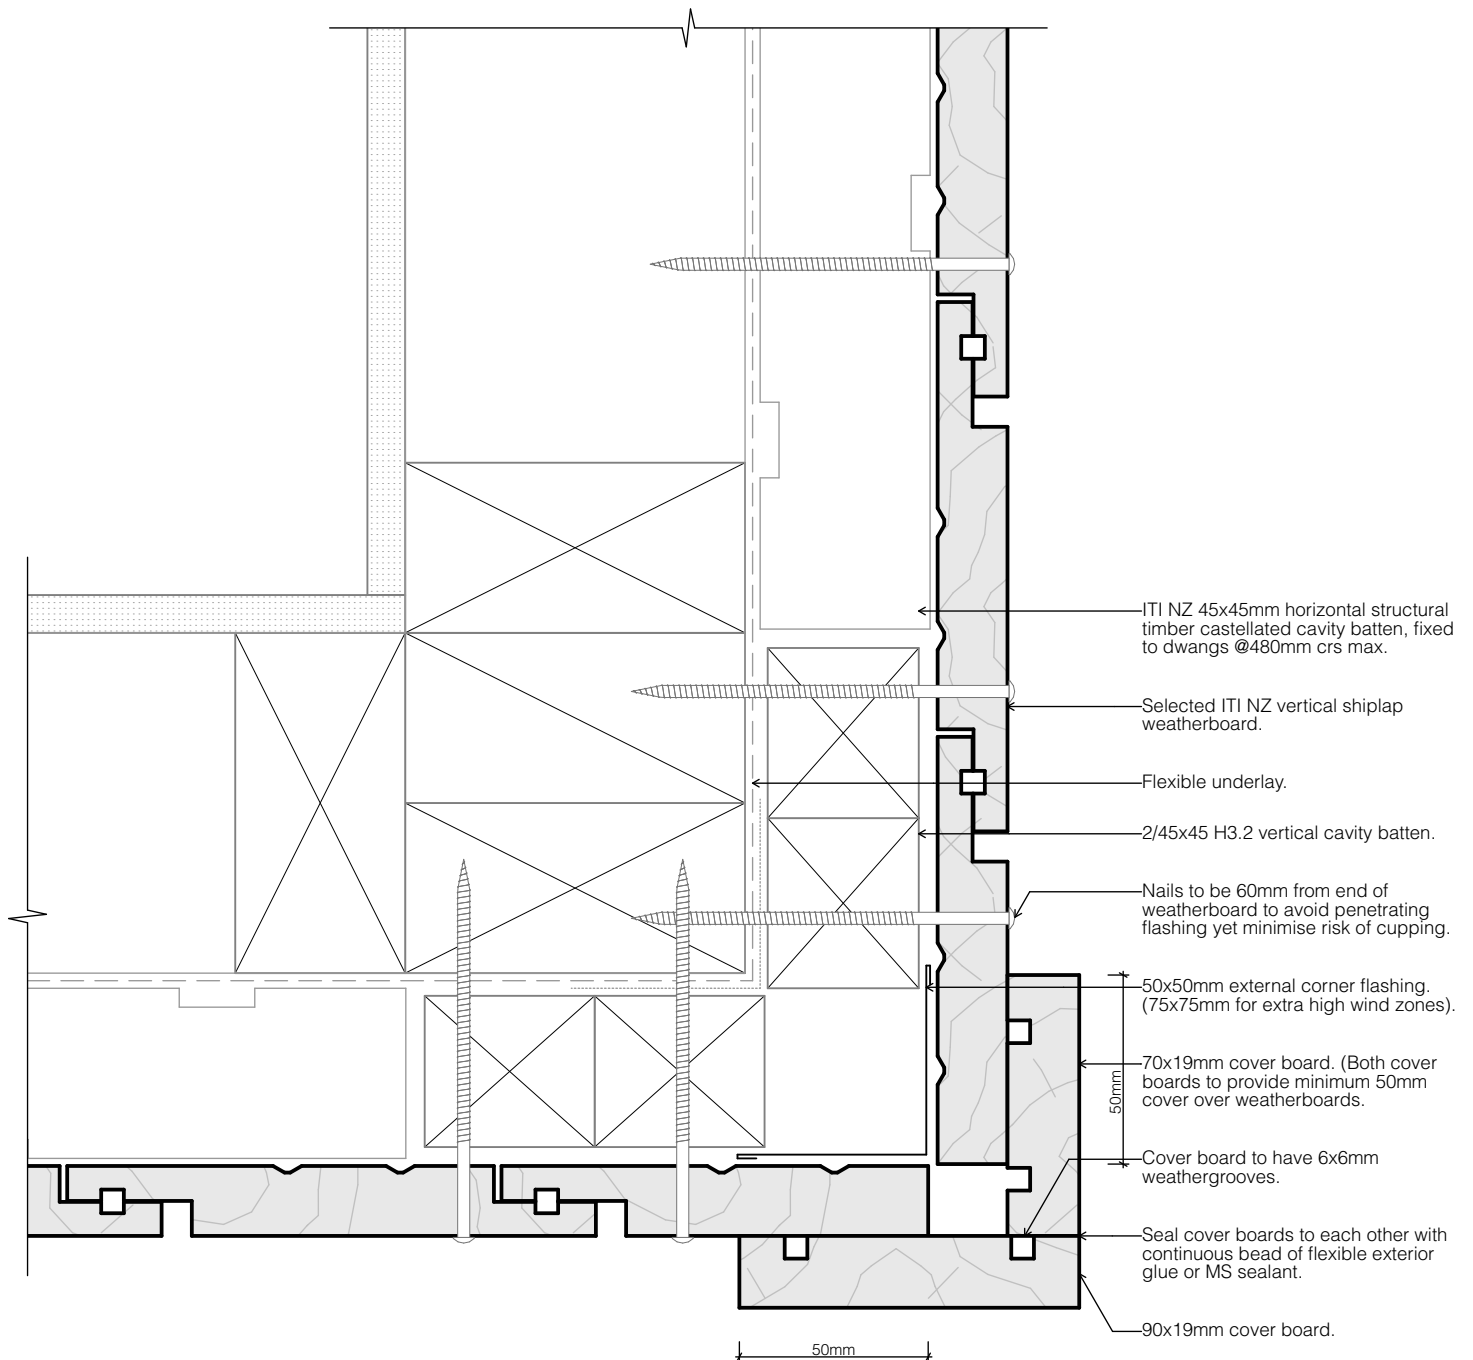 ITI NZ 45x45mm horizontal structural
timber castellated cavity batten, fixed
to dwangs @480mm crs max.
Selected ITI NZ vertical shiplap
weatherboard.
Flexible underlay.
2/45x45 H3.2 vertical cavity batten.
Nails to be 60mm from end of
weatherboard to avoid penetrating
flashing yet minimise risk of cupping.
50x50mm external corner flashing.
(75x75mm for extra high wind zones).
70x19mm cover board. (Both cover
boards to provide minimum 50mm
cover over weatherboards.
50mm
Cover board to have 6x6mm
weathergrooves.
Seal cover boards to each other with
continuous bead of flexible exterior
glue or MS sealant.
90x19mm cover board.
50mm